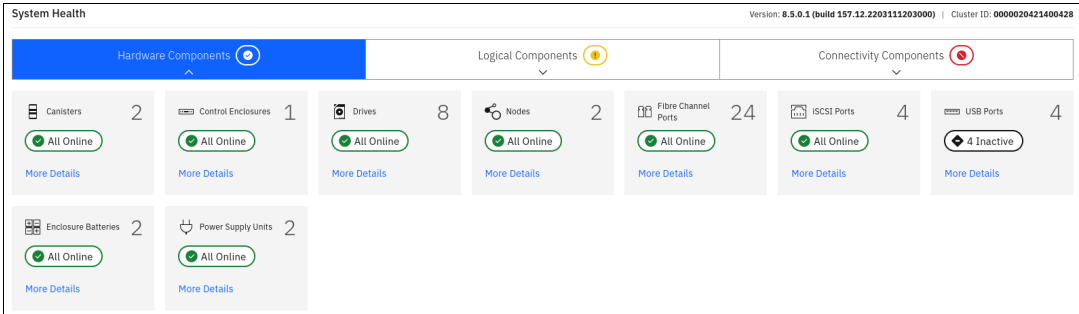 System Health
Version: 8.5.0.1 (build 157.12.2203111203000) | Cluster ID: 0000020421400428
Hardware Components
Logical Components
Connectivity Components
Canisters 2
All Online
More Details
Control Enclosures 1
All Online
More Details
Drives 8
All Online
More Details
Nodes 2
All Online
More Details
Fibre Channel
Ports 24
All Online
More Details
iSCSI Ports 4
All Online
More Details
USB Ports 4
4 Inactive
More Details
Enclosure Batteries 2
All Online
More Details
Power Supply Units 2
All Online
More Details